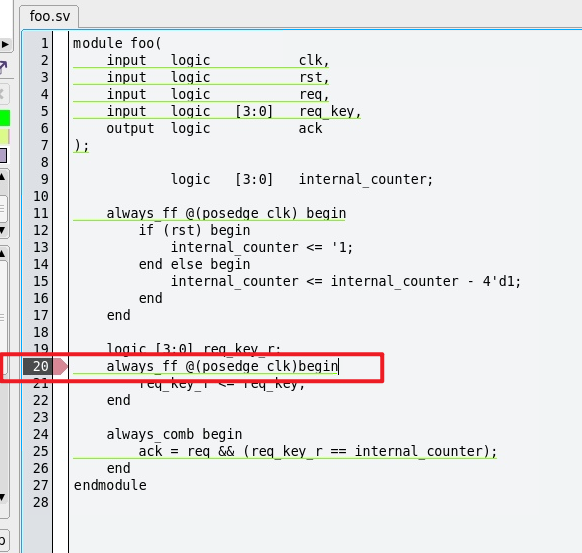 foo.sv
1 module foo(
2 input logic clk,
3 input logic rst,
4 input logic req,
5 input logic [3:0] req_key,
6 output logic ack
7 );
8
9 logic [3:0] internal_counter;
10
11 always_ff @(posedge clk) begin
12 if (rst) begin
13 internal_counter <= '1;
14 end else begin
15 internal_counter <= internal_counter - 4'd1;
16 end
17 end
18
19 logic [3:0] req_key_r;
20 always_ff @(posedge clk)begin
21 req_key_r <= req_key;
22 end
23
24 always_comb begin
25 ack = req && (req_key_r == internal_counter);
26 end
27 endmodule
28